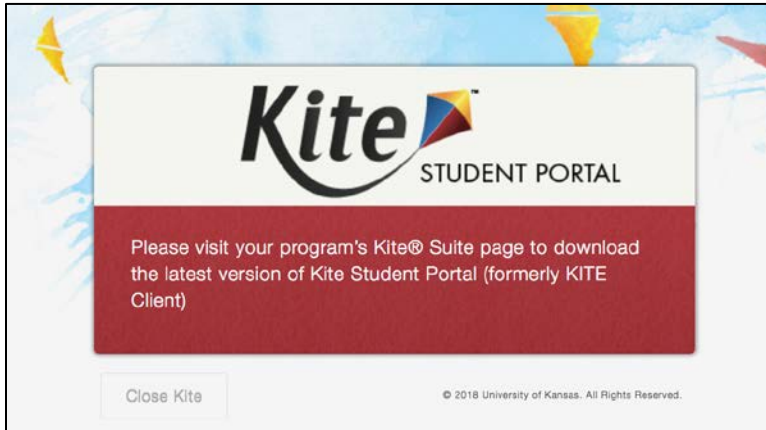 Kite™
STUDENT PORTAL
Please visit your program's Kite® Suite page to download
the latest version of Kite Student Portal (formerly KITE
Client)
Close Kite
© 2018 University of Kansas. All Rights Reserved.